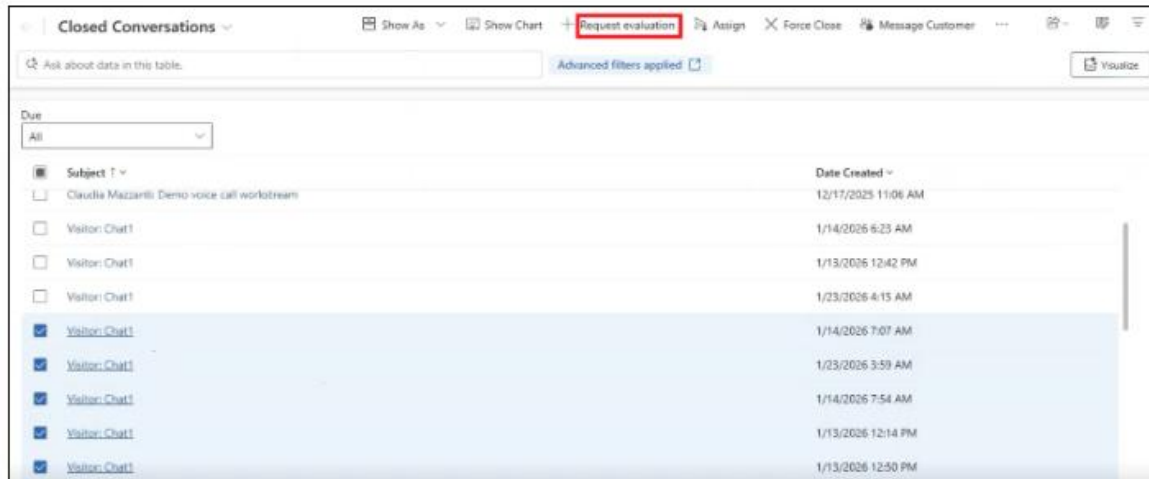 Closed Conversations
Show As
Show Chart
Request evaluation
Assign
Force Close
Message Customer
...
Ask about data in this table.
Advanced filters applied
Visualize
Due
All
Subject ↑
Date Created
Claudia Mazzanti: Demo voice call workstream
12/17/2025 11:06 AM
Visitor: Chat1
1/14/2026 6:23 AM
Visitor: Chat1
1/13/2026 12:42 PM
Visitor: Chat1
1/23/2026 4:15 AM
Visitor: Chat1
1/14/2026 7:07 AM
Visitor: Chat1
1/23/2026 3:59 AM
Visitor: Chat1
1/14/2026 7:54 AM
Visitor: Chat1
1/13/2026 12:14 PM
Visitor: Chat1
1/13/2026 12:50 PM